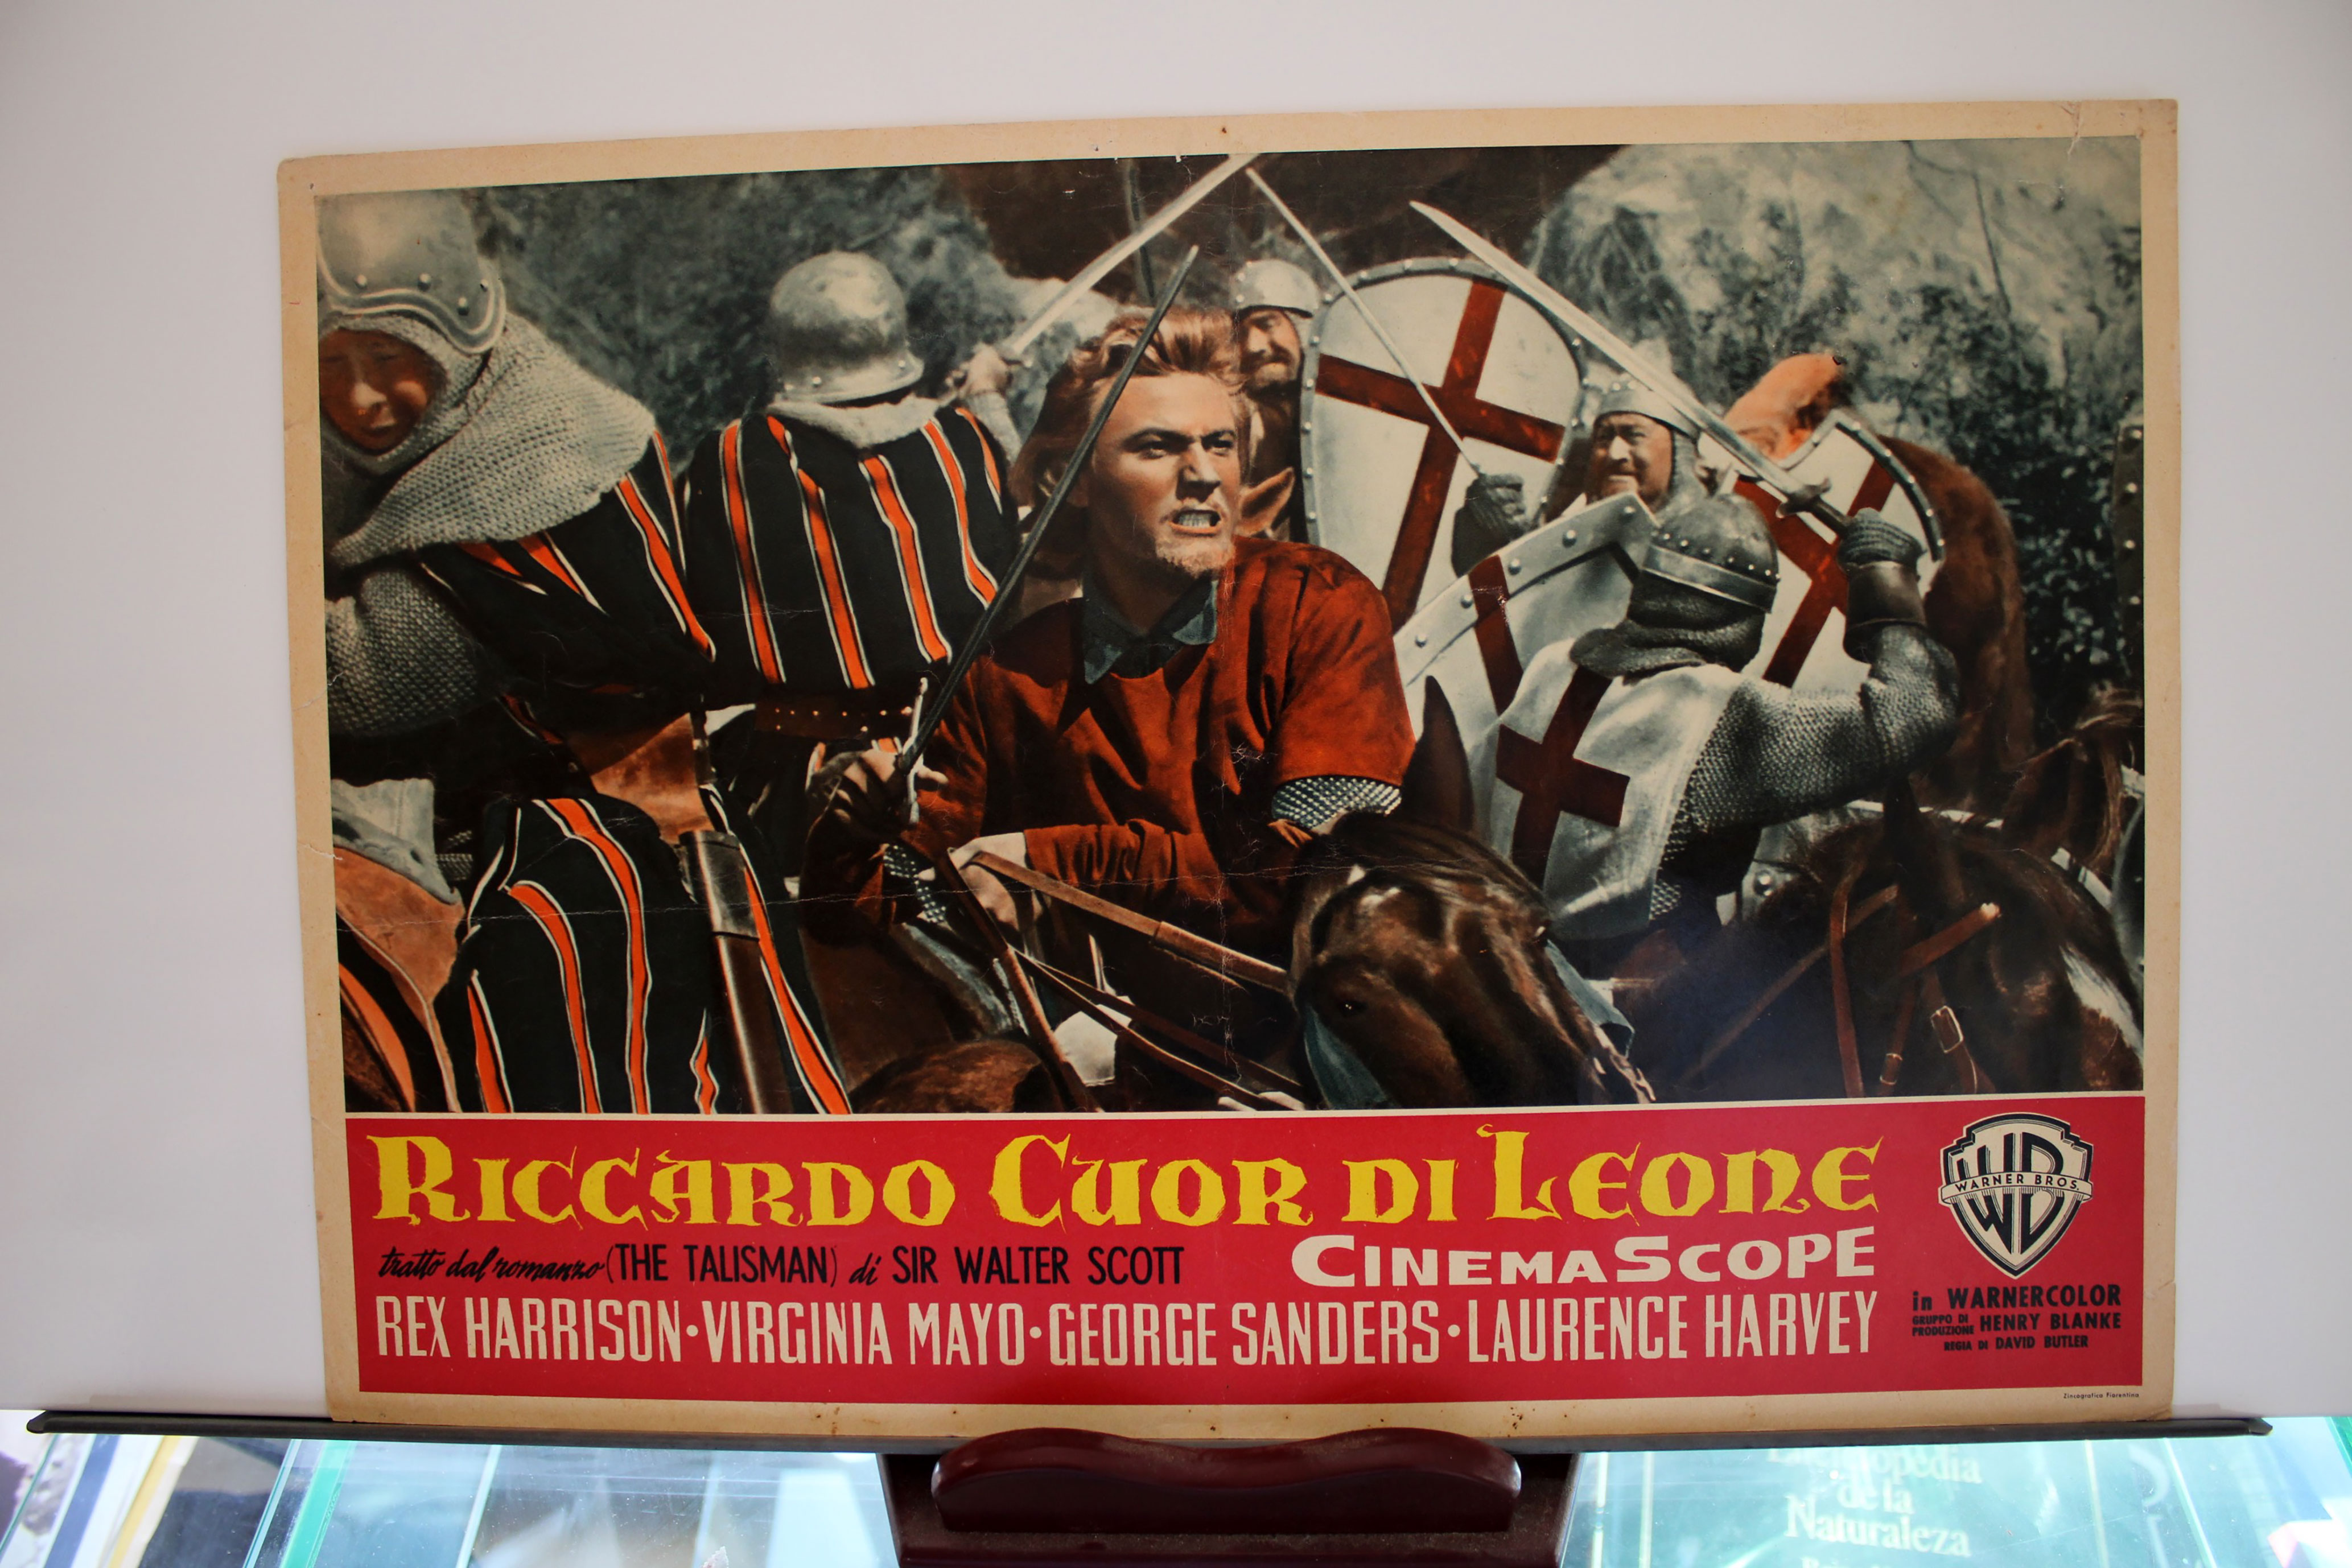 RICCARDO CUOR DI LEONE
WARNER BROS.
WB
tratto dal romanzo (THE TALISMAN) di SIR WALTER SCOTT
CINEMASCOPE
REX HARRISON · VIRGINIA MAYO · GEORGE SANDERS · LAURENCE HARVEY
in WARNERCOLOR
GRUPPO DI PRODUZIONE HENRY BLANKE
REGIA DI DAVID BUTLER
Zincografica Fiorentina
Enciclopedia
de la
Naturaleza